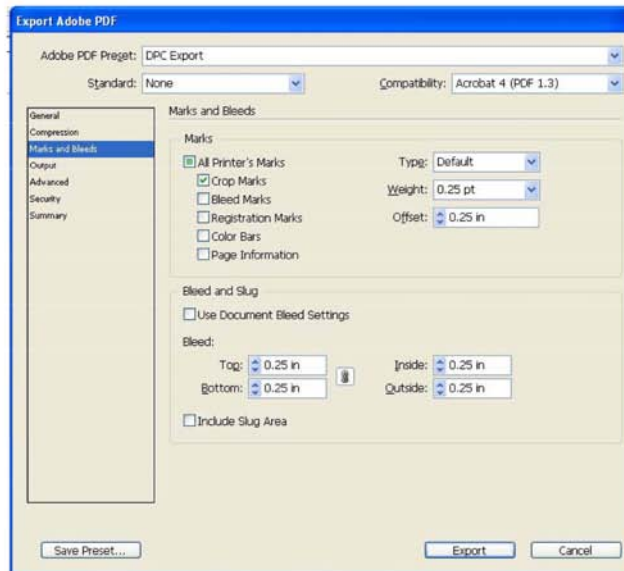 Export Adobe PDF
Adobe PDF Preset: DPC Export
Standard: None Compatibility: Acrobat 4 (PDF 1.3)
General
Compression
Marks and Bleeds
Output
Advanced
Security
Summary
Marks and Bleeds
Marks
All Printer's Marks Type: Default
Crop Marks Weight: 0.25 pt
Bleed Marks
Registration Marks Offset: 0.25 in
Color Bars
Page Information
Bleed and Slug
Use Document Bleed Settings
Bleed:
Top: 0.25 in Inside: 0.25 in
Bottom: 0.25 in Outside: 0.25 in
Include Slug Area
Save Preset... Export Cancel